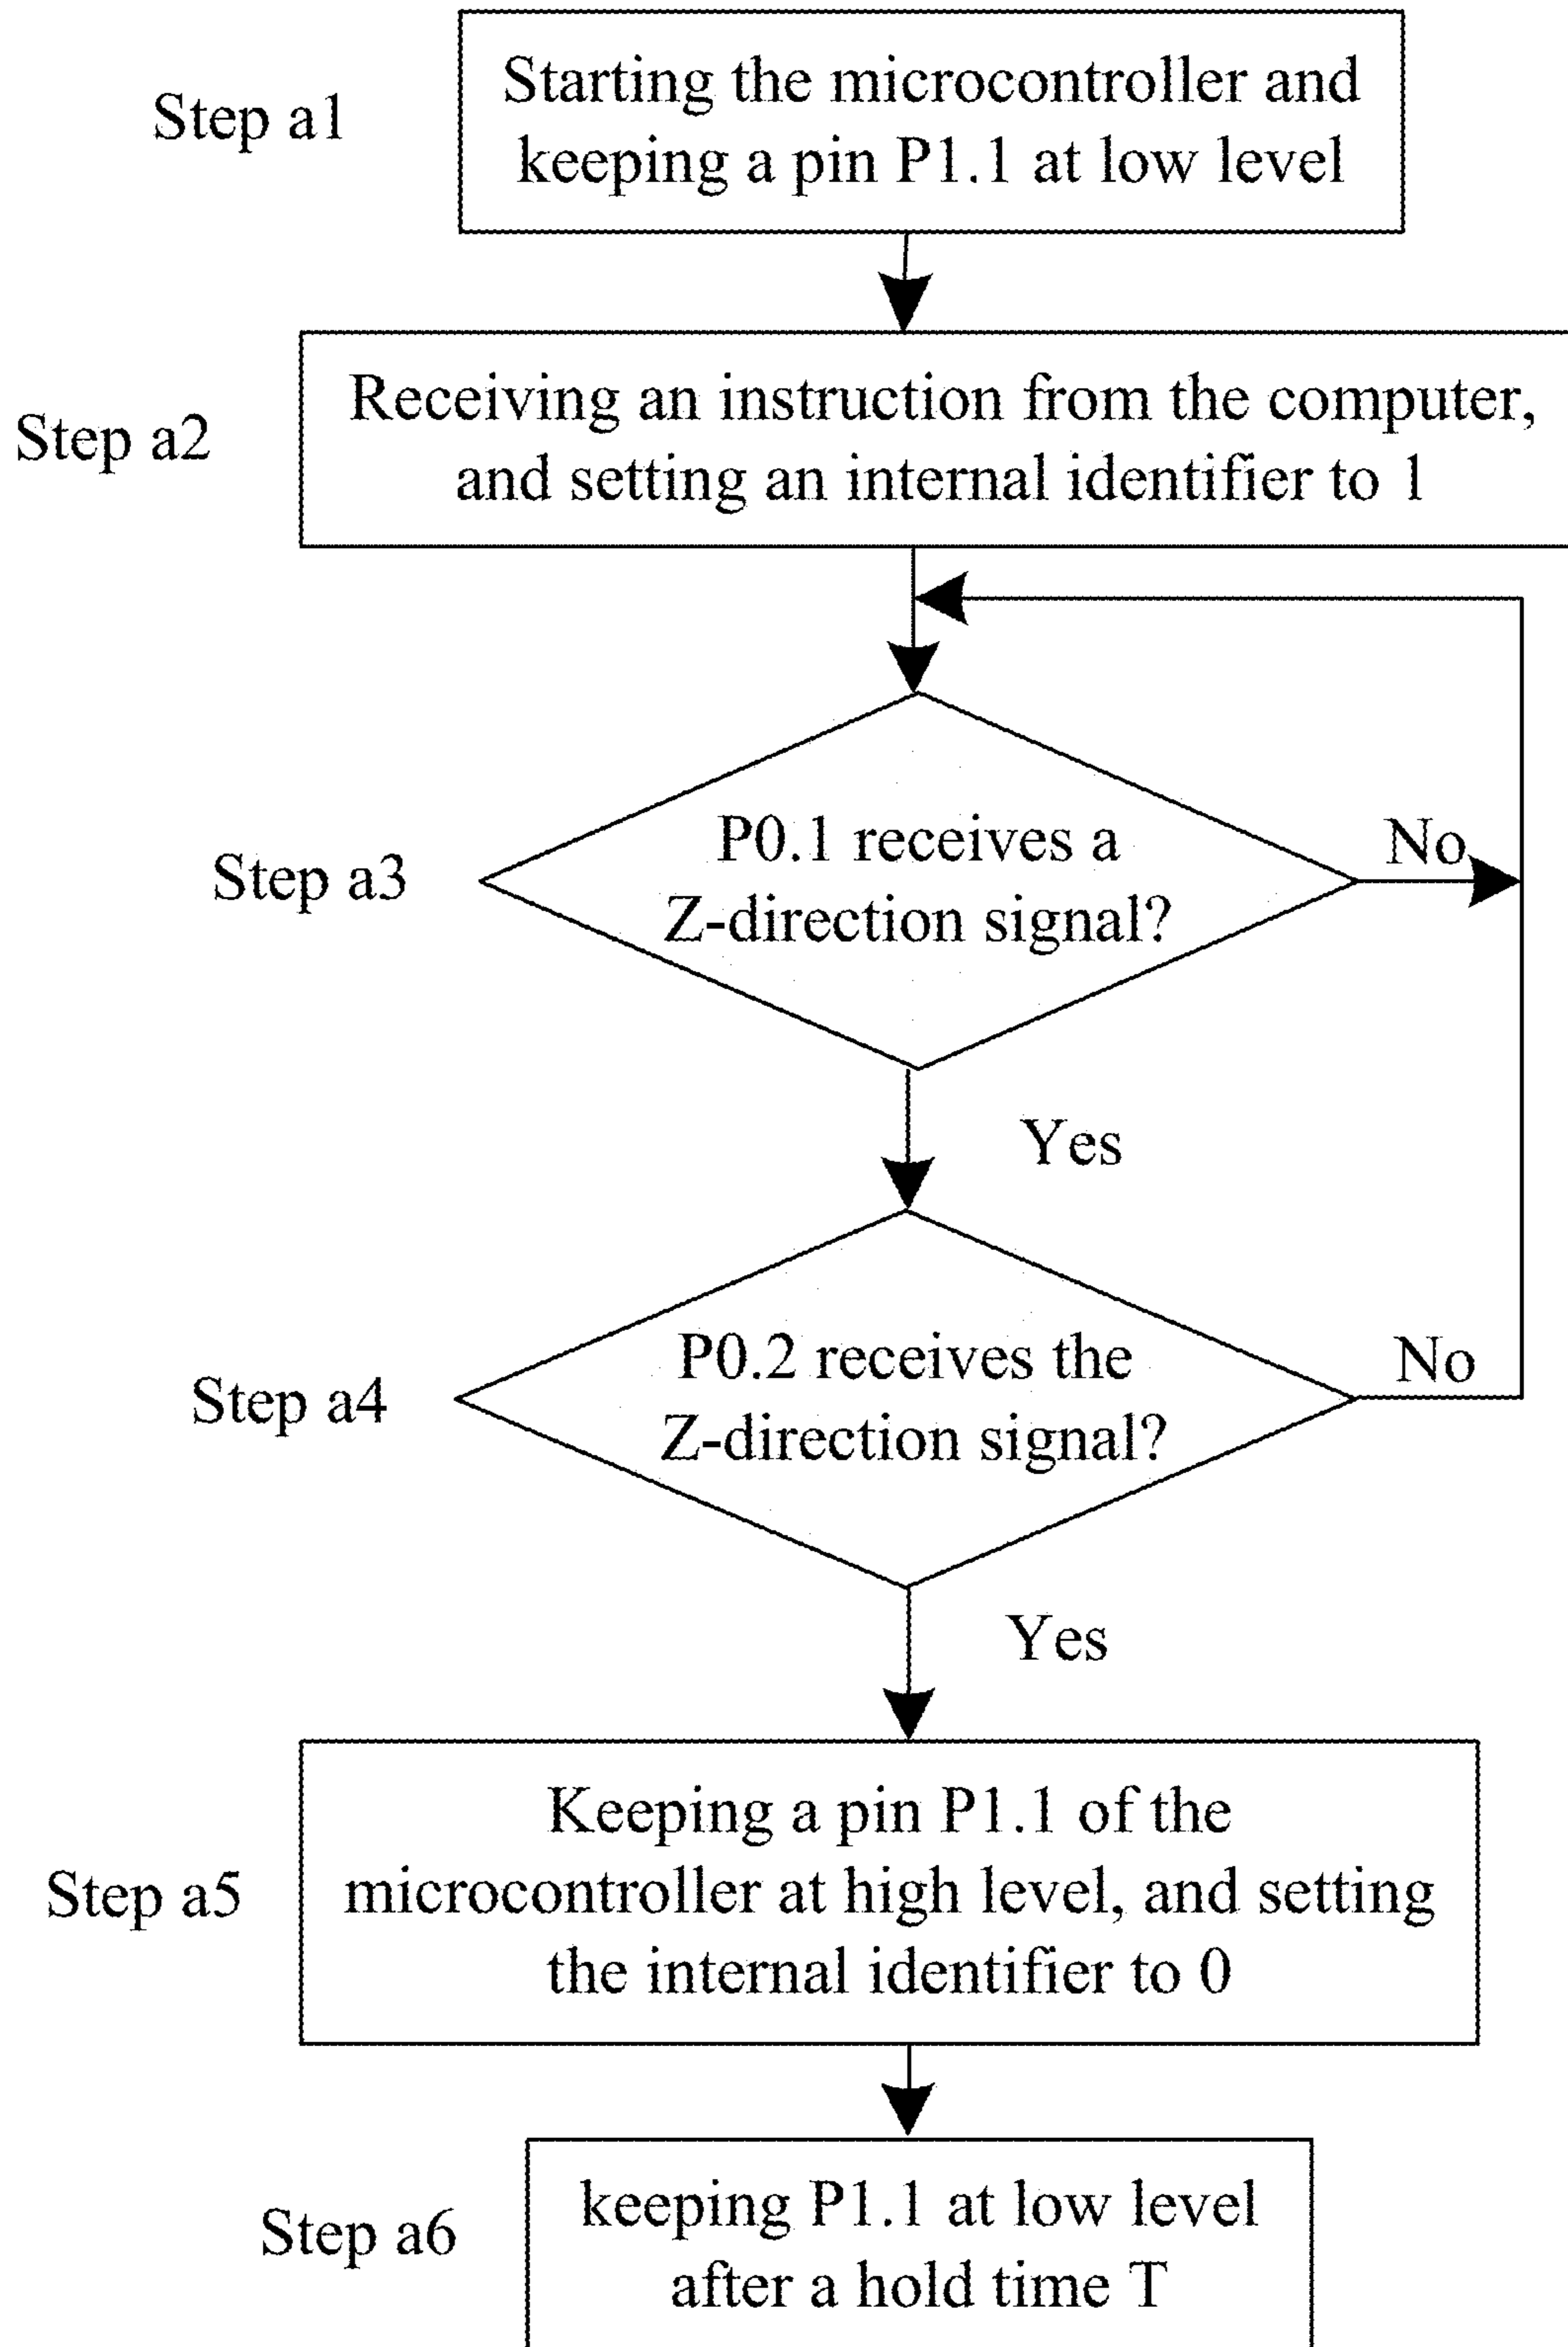 Step a1
Starting the microcontroller and
keeping a pin P1.1 at low level
Step a2
Receiving an instruction from the computer,
and setting an internal identifier to 1
Step a3
P0.1 receives a
Z-direction signal?
No
Yes
Step a4
P0.2 receives the
Z-direction signal?
No
Yes
Step a5
Keeping a pin P1.1 of the
microcontroller at high level, and setting
the internal identifier to 0
Step a6
keeping P1.1 at low level
after a hold time T